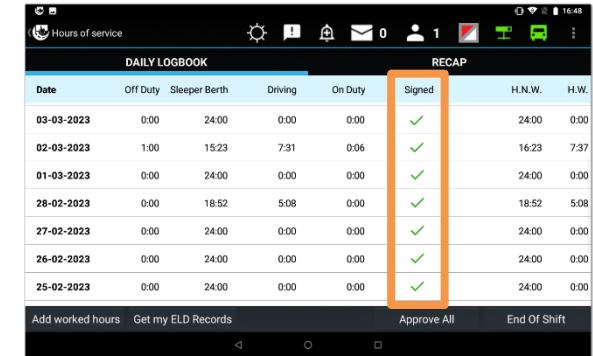 16:48
Hours of service
0
1
DAILY LOGBOOK RECAP
Date Off Duty Sleeper Berth Driving On Duty Signed H.N.W. H.W.
03-03-2023 0:00 24:00 0:00 0:00 24:00 0:00
02-03-2023 1:00 15:23 7:31 0:06 16:23 7:37
01-03-2023 0:00 24:00 0:00 0:00 24:00 0:00
28-02-2023 0:00 18:52 5:08 0:00 18:52 5:08
27-02-2023 0:00 24:00 0:00 0:00 24:00 0:00
26-02-2023 0:00 24:00 0:00 0:00 24:00 0:00
25-02-2023 0:00 24:00 0:00 0:00 24:00 0:00
Add worked hours Get my ELD Records Approve All End Of Shift